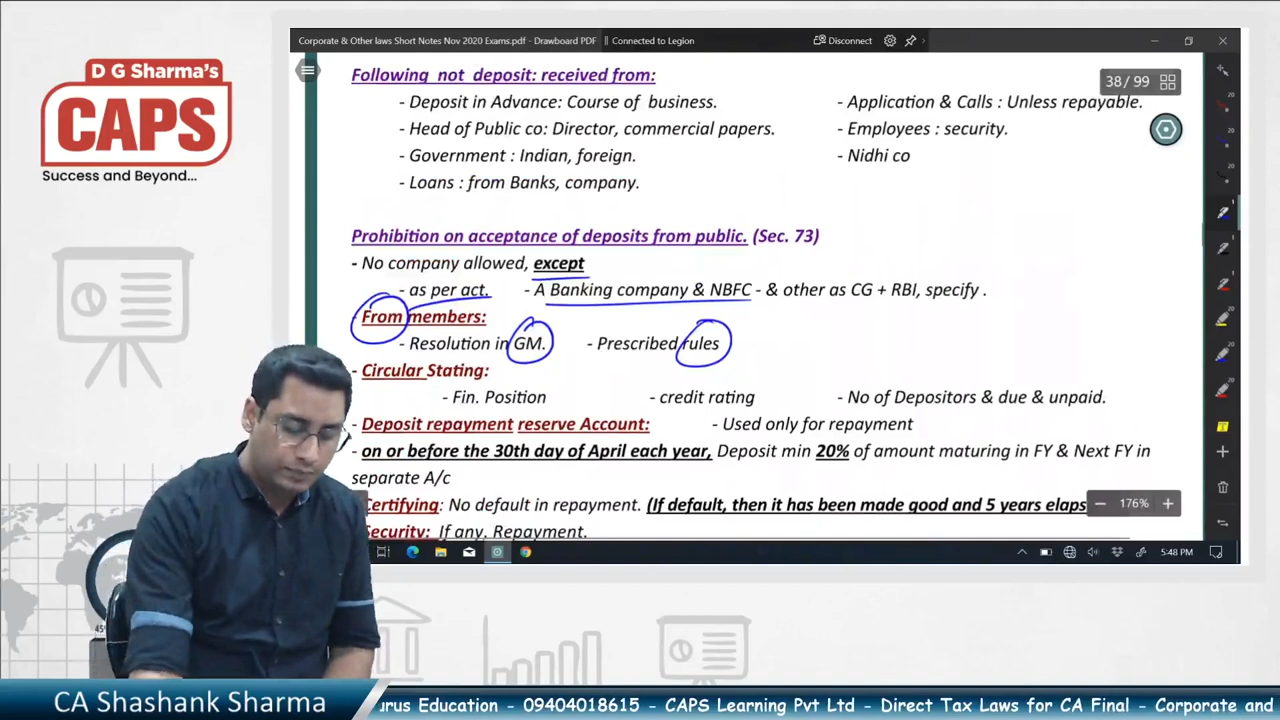 D G Sharma's
CAPS
Success and Beyond...
Corporate & Other laws Short Notes Nov 2020 Exams.pdf - Drawboard PDF
Connected to Legion
Disconnect
38 / 99
Following not deposit: received from:
- Deposit in Advance: Course of business.
- Application & Calls : Unless repayable.
- Head of Public co: Director, commercial papers.
- Employees : security.
- Government : Indian, foreign.
- Nidhi co
- Loans : from Banks, company.
Prohibition on acceptance of deposits from public. (Sec. 73)
- No company allowed, except
- as per act. - A Banking company & NBFC - & other as CG + RBI, specify .
From members:
- Resolution in GM. - Prescribed rules
- Circular Stating:
- Fin. Position - credit rating - No of Depositors & due & unpaid.
- Deposit repayment reserve Account: - Used only for repayment
- on or before the 30th day of April each year, Deposit min 20% of amount maturing in FY & Next FY in
separate A/c
Certifying: No default in repayment. (If default, then it has been made good and 5 years elaps
Security: If any. Repayment.
176%
5:48 PM
CA Shashank Sharma
urus Education - 09404018615 - CAPS Learning Pvt Ltd - Direct Tax Laws for CA Final - Corporate and